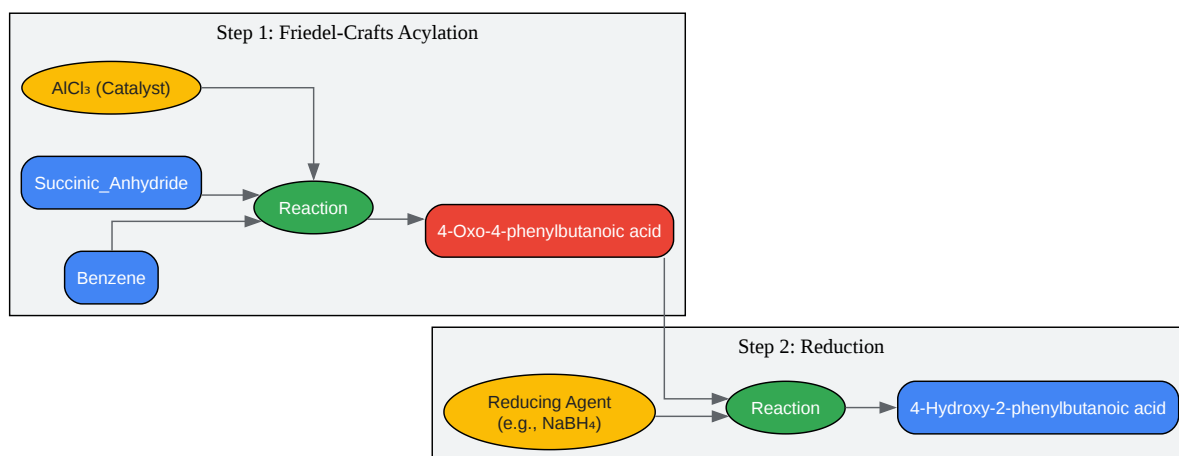 Step 1: Friedel-Crafts Acylation
AlCl₃ (Catalyst)
Succinic_Anhydride
Reaction
4-Oxo-4-phenylbutanoic acid
Benzene
Step 2: Reduction
Reducing Agent
(e.g., NaBH₄)
Reaction
4-Hydroxy-2-phenylbutanoic acid